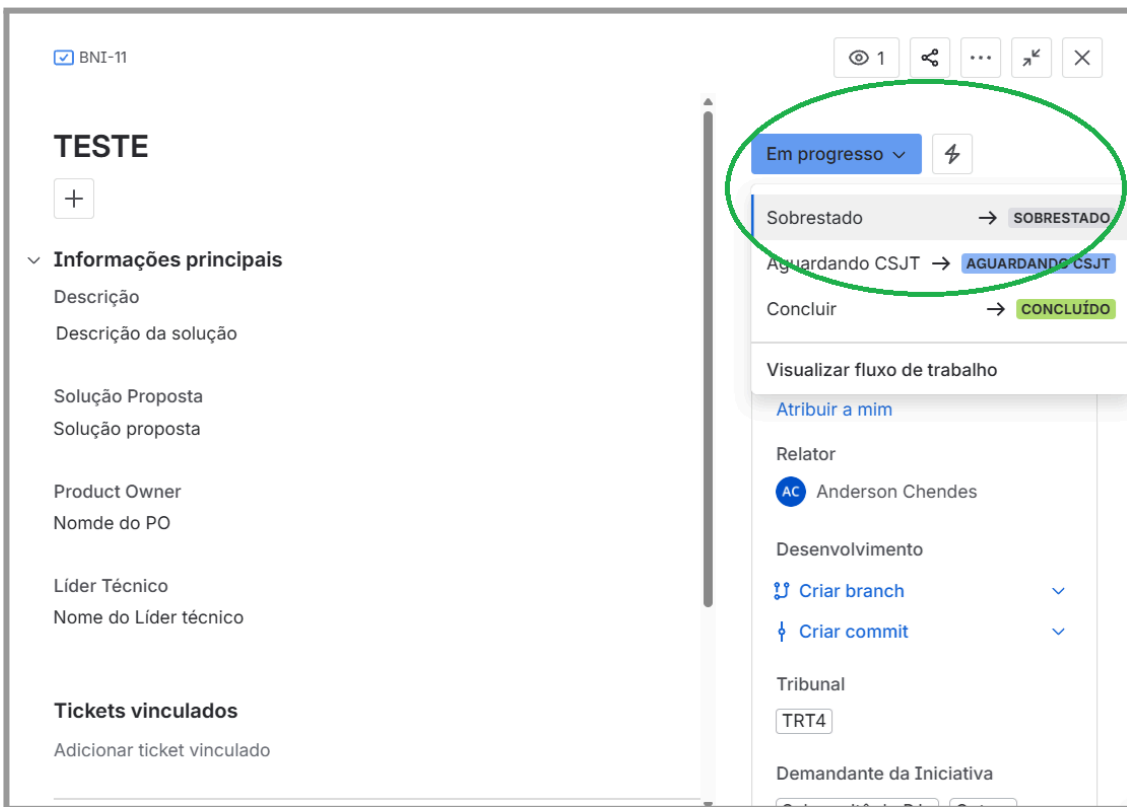 BNI-11
1
TESTE
Em progresso
Sobrestado → SOBRESTADO
Aguardando CSJT → AGUARDANDO CSJT
Concluir → CONCLUÍDO
Visualizar fluxo de trabalho
Informações principais
Descrição
Descrição da solução
Solução Proposta
Solução proposta
Product Owner
Nomde do PO
Líder Técnico
Nome do Líder técnico
Tickets vinculados
Adicionar ticket vinculado
Atribuir a mim
Relator
AC Anderson Chendes
Desenvolvimento
Criar branch
Criar commit
Tribunal
TRT4
Demandante da Iniciativa